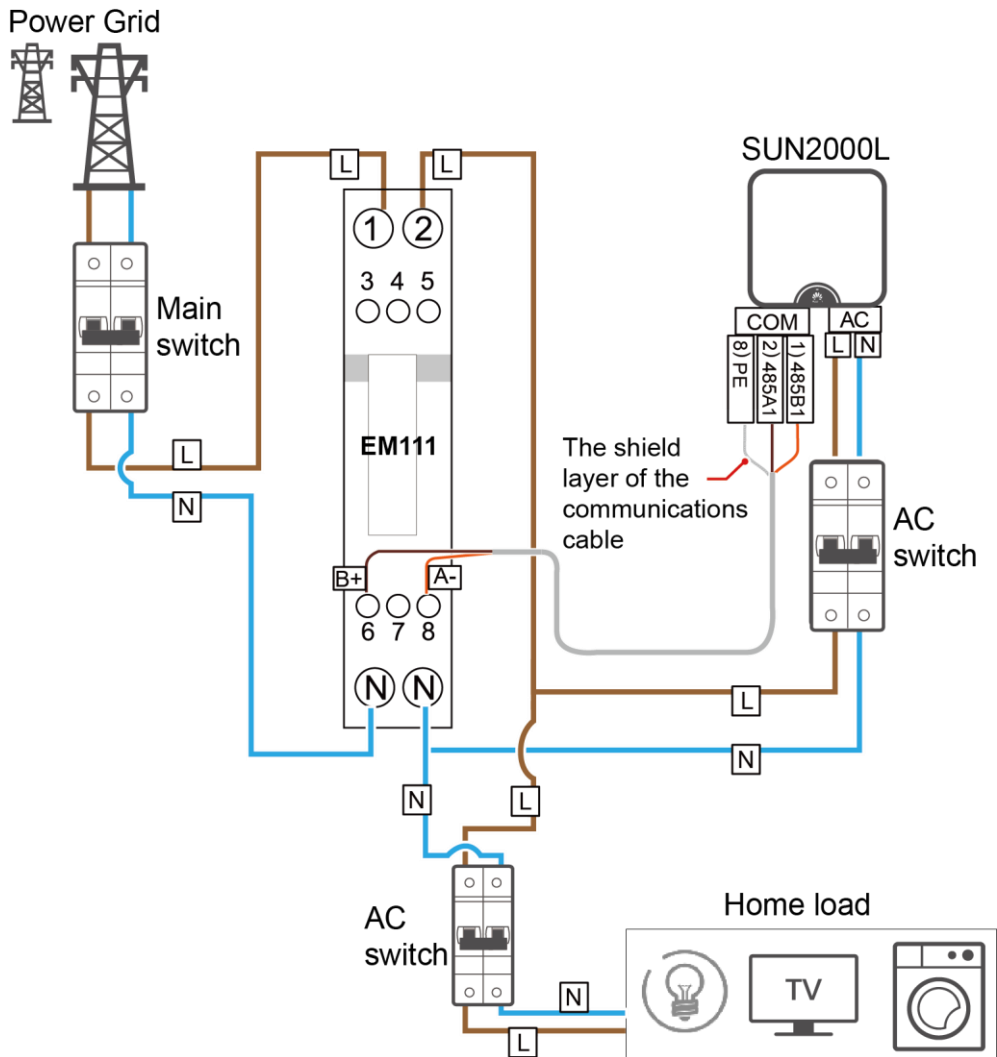 Power Grid
SUN2000L
L
L
1
2
3 4 5
Main
switch
COM
AC
8) PE
2) 485A1
1) 485B1
L
N
L
N
EM111
The shield
layer of the
communications
cable
AC
switch
B+
A-
6 7 8
N
N
L
N
N
L
AC
switch
Home load
TV
N
L